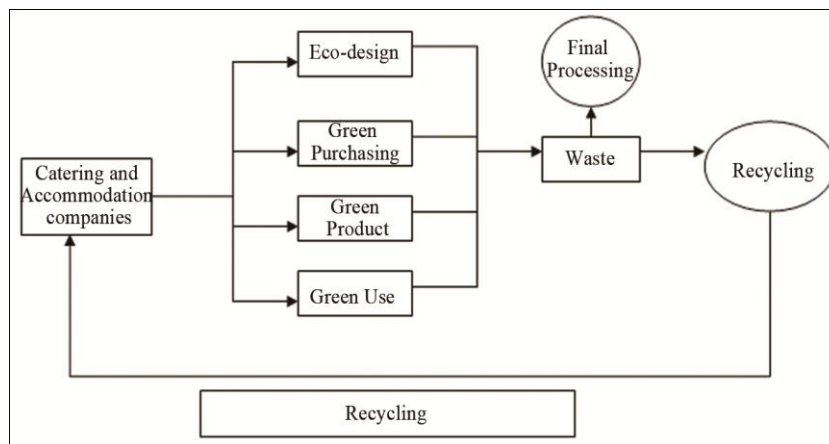 Eco-design
Final
Processing
Green
Purchasing
Waste
Recycling
Catering and
Accommodation
companies
Green
Product
Green Use
Recycling